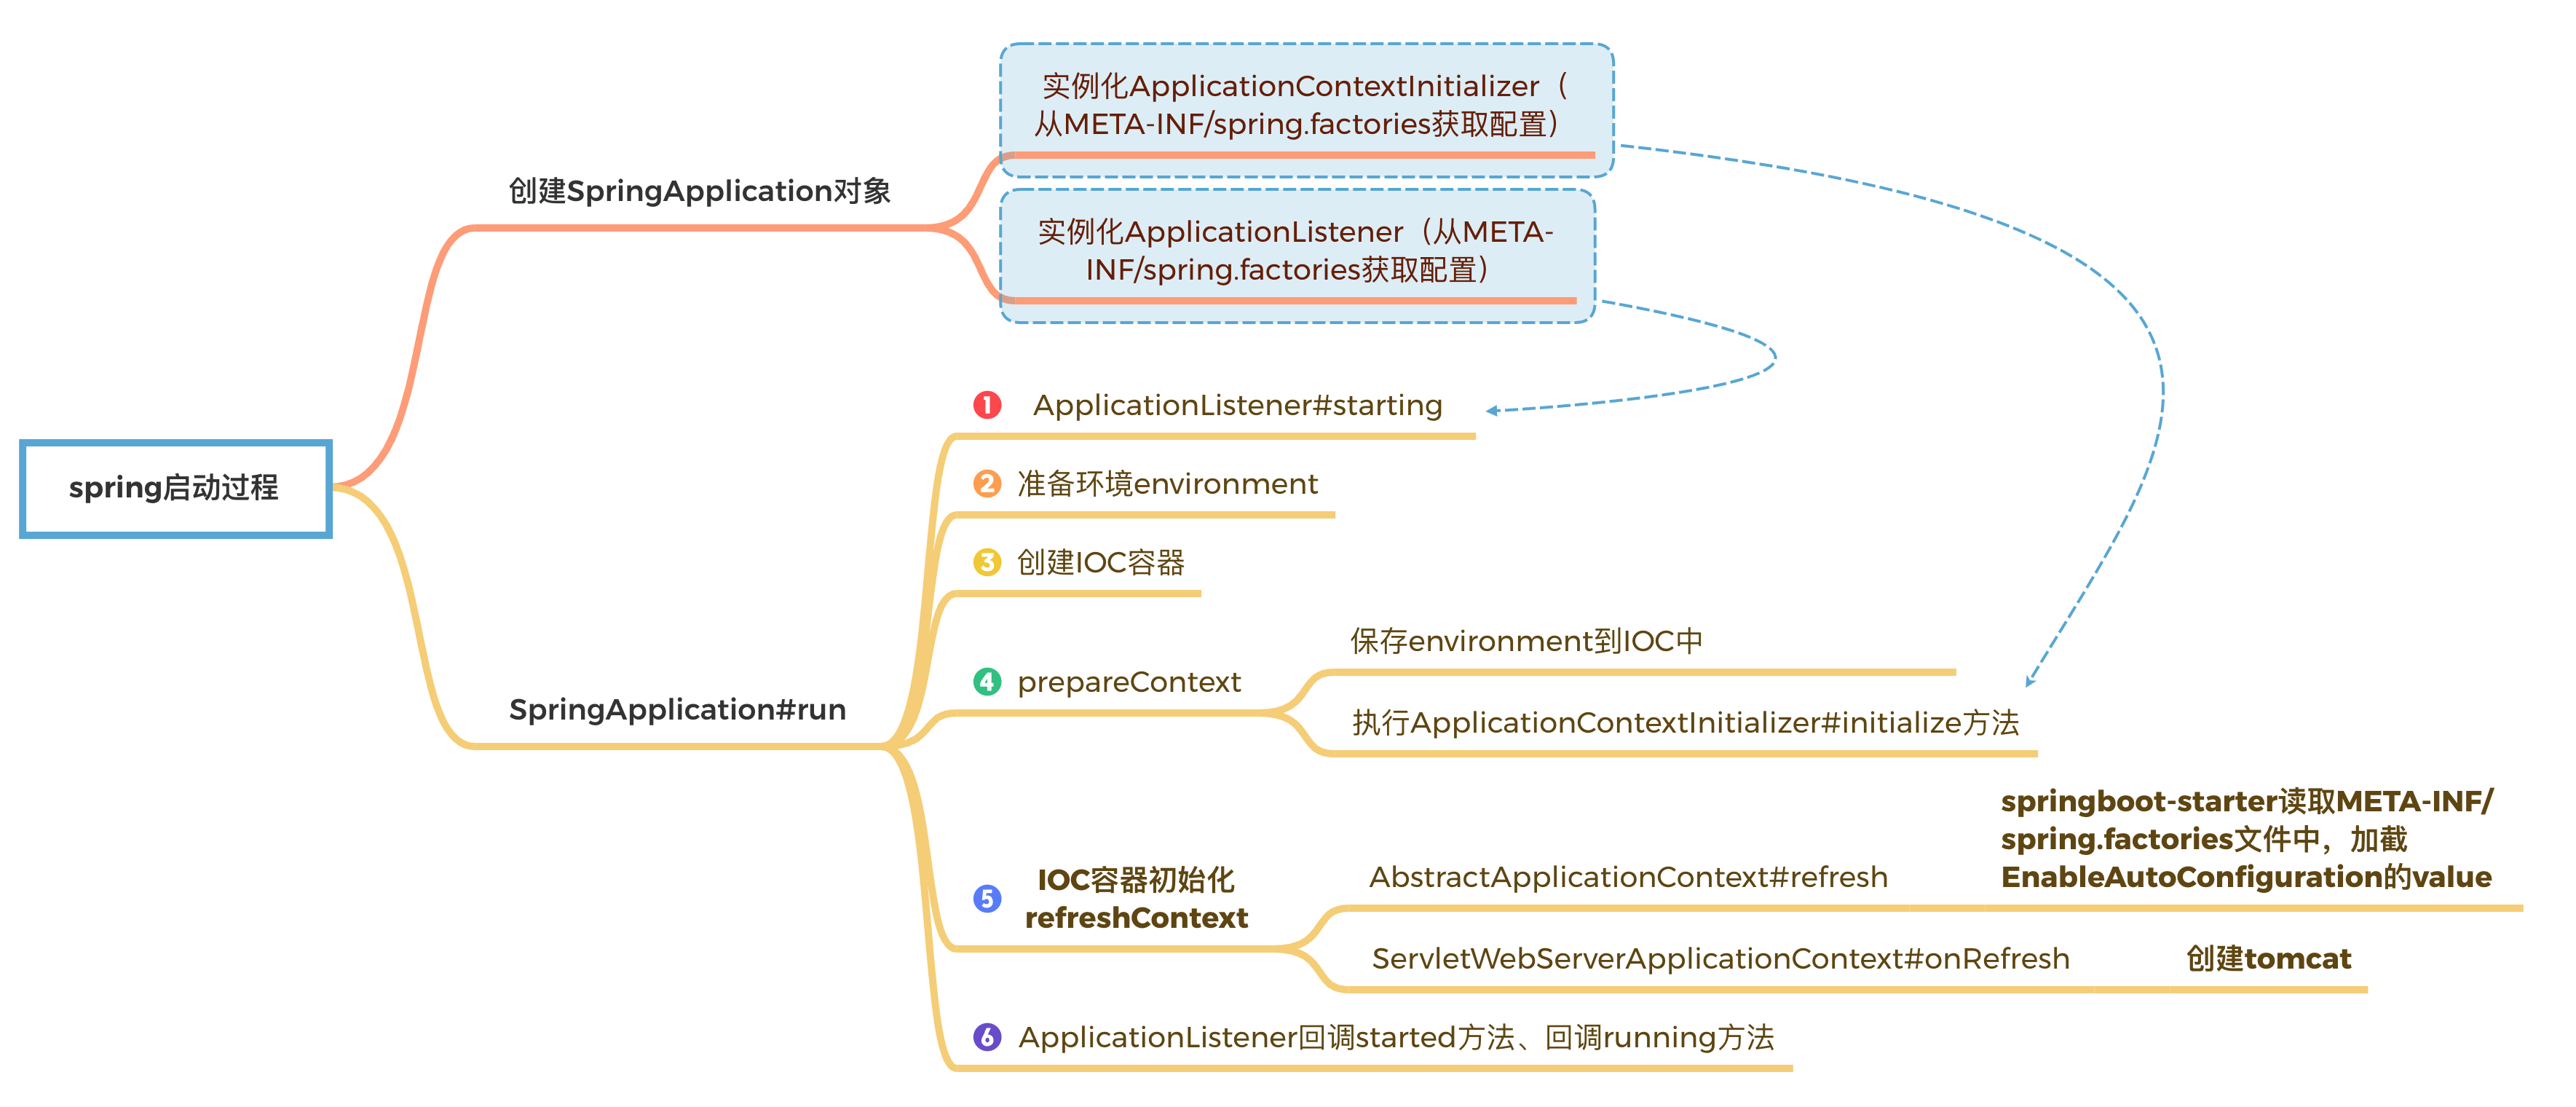 实例化ApplicationContextInitializer（
从META-INF/spring.factories获取配置）
创建SpringApplication对象
实例化ApplicationListener（从META-
INF/spring.factories获取配置）
1 ApplicationListener#starting
spring启动过程
2 准备环境environment
3 创建IOC容器
保存environment到IOC中
4 prepareContext
SpringApplication#run
执行ApplicationContextInitializer#initialize方法
springboot-starter读取META-INF/
spring.factories文件中，加截
EnableAutoConfiguration的value
5 IOC容器初始化
refreshContext
AbstractApplicationContext#refresh
ServletWebServerApplicationContext#onRefresh
创建tomcat
6 ApplicationListener回调started方法、回调running方法